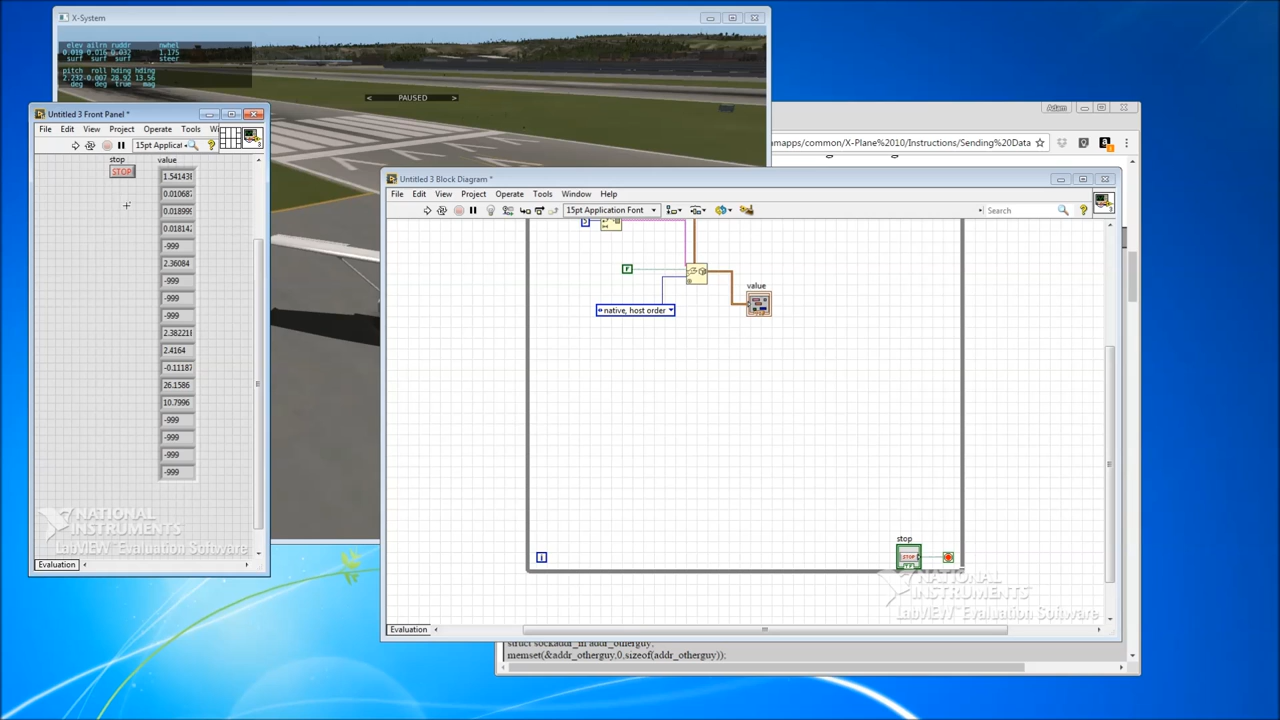 X-System
elev ailrn ruddr nwhel
0.019 0.016 0.032 1.175
surf surf surf steer
pitch roll hding hding
2.232 -0.007 28.92 13.56
deg deg true mag
< PAUSED >
Adam
amapps/common/X-Plane%2010/Instructions/Sending%20Data
Untitled 3 Front Panel *
File Edit View Project Operate Tools Wi
15pt Applicat
stop
STOP
value
1.541438
0.010687
0.018999
0.018142
-999
2.36084
-999
-999
-999
2.382218
2.4164
-0.11187
26.1586
10.7996
-999
-999
-999
-999
NATIONAL
INSTRUMENTS
LabVIEW Evaluation Software
Evaluation
Untitled 3 Block Diagram *
File Edit View Project Operate Tools Window Help
15pt Application Font
Search
F
value
native, host order
i
stop
STOP
NATIONAL
INSTRUMENTS
LabVIEW Evaluation Software
Evaluation
struct sockaddr_in addr_otherguy;
memset(&addr_otherguy,0,sizeof(addr_otherguy));